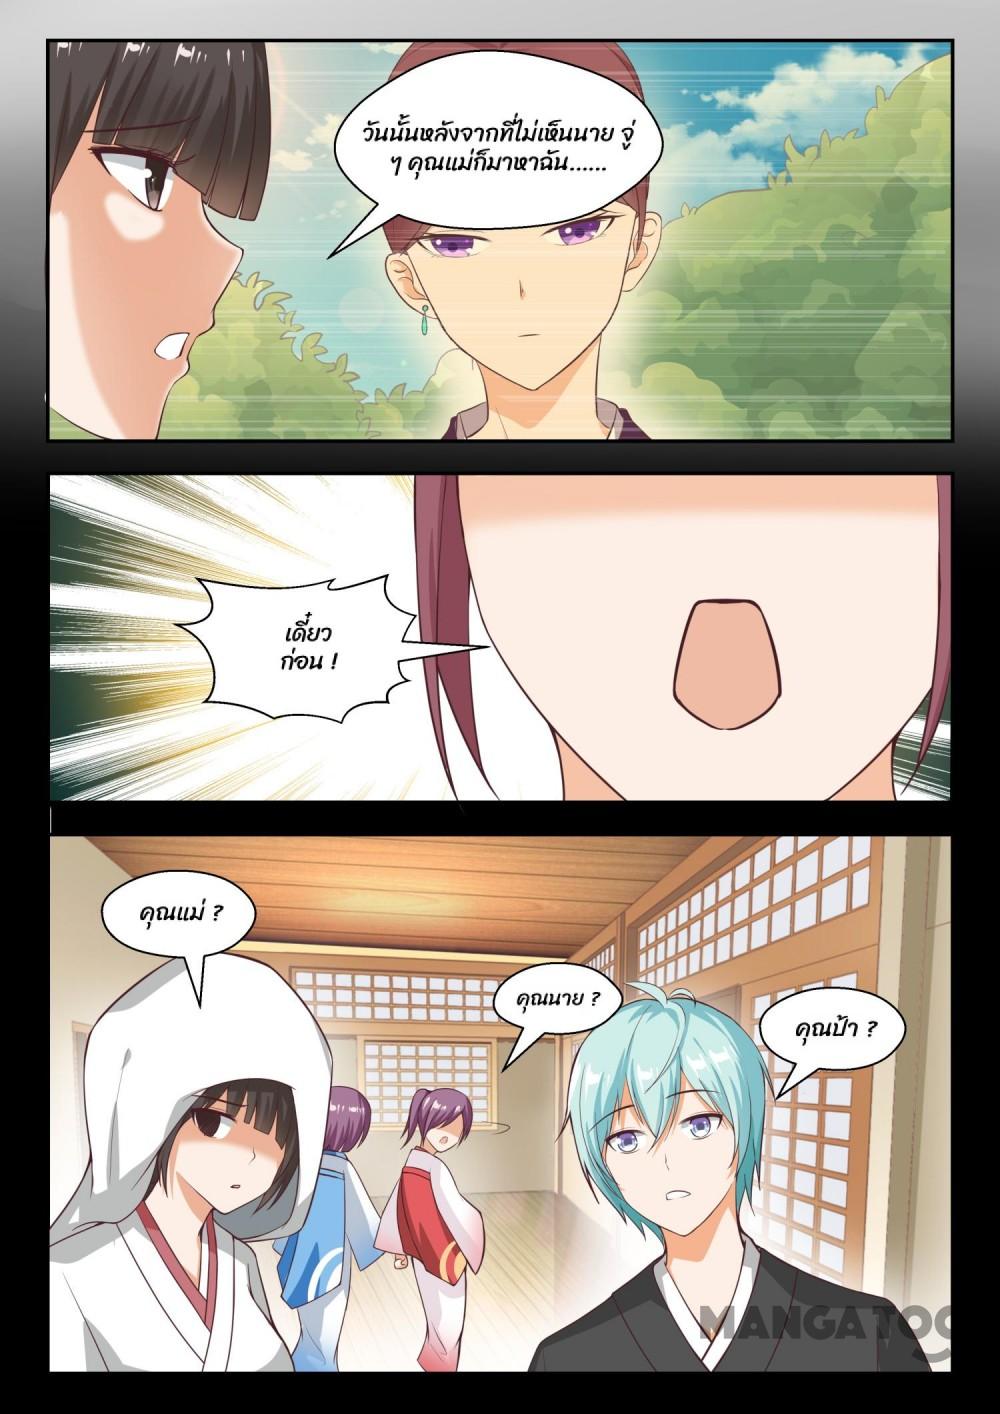 วันนั้นหลังจากที่ไม่เห็นนาย จู่
ๆ คุณแม่ก็มาหาฉัน......
เดี๋ยว
ก่อน !
คุณแม่ ?
คุณนาย ?
คุณป้า ?
MANGATOO